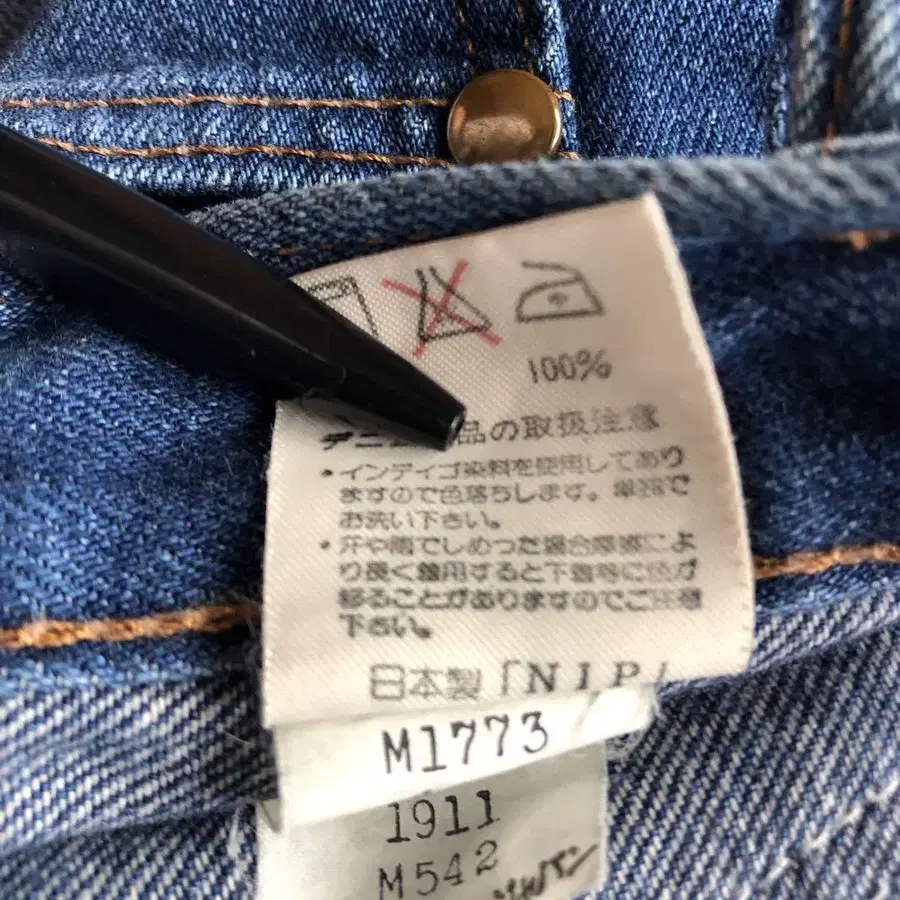 100%
デニム製品の取扱注意
・インディゴ染料を使用してあり
ますので色落ちします。単独で
お洗い下さい。
・汗や雨でしめった場合摩擦によ
り長く着用すると下着等に色が
移ることがありますのでご注意
下さい。
日本製「NIP」
M1773
1911
M542